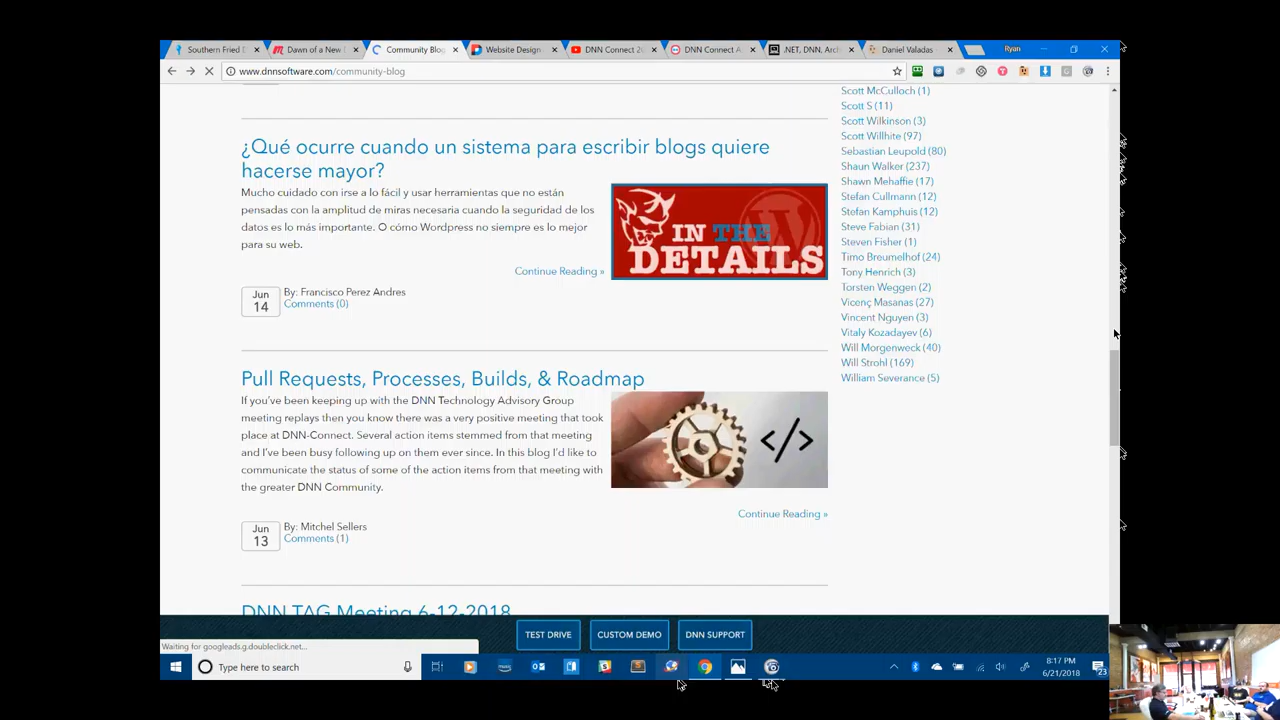 Southern Fried D
Dawn of a New D
Community Blog
Website Design
DNN Connect 20
DNN Connect A
.NET, DNN, Arch
Daniel Valadas
Ryan
www.dnnsoftware.com/community-blog
¿Qué ocurre cuando un sistema para escribir blogs quiere
hacerse mayor?
Mucho cuidado con irse a lo fácil y usar herramientas que no están
pensadas con la amplitud de miras necesaria cuando la seguridad de los
datos es lo más importante. O cómo Wordpress no siempre es lo mejor
para su web.
IN THE
DETAILS
Continue Reading »
Jun
14
By: Francisco Perez Andres
Comments (0)
Pull Requests, Processes, Builds, & Roadmap
If you've been keeping up with the DNN Technology Advisory Group
meeting replays then you know there was a very positive meeting that took
place at DNN-Connect. Several action items stemmed from that meeting
and I've been busy following up on them ever since. In this blog I'd like to
communicate the status of some of the action items from that meeting with
the greater DNN Community.
</>
Continue Reading »
Jun
13
By: Mitchel Sellers
Comments (1)
DNN TAG Meeting 6-12-2018
Scott McCulloch (1)
Scott S (11)
Scott Wilkinson (3)
Scott Willhite (97)
Sebastian Leupold (80)
Shaun Walker (237)
Shawn Mehaffie (17)
Stefan Cullmann (12)
Stefan Kamphuis (12)
Steve Fabian (31)
Steven Fisher (1)
Timo Breumelhof (24)
Tony Henrich (3)
Torsten Weggen (2)
Vicenç Masanas (27)
Vincent Nguyen (3)
Vitaly Kozadayev (6)
Will Morgenweck (40)
Will Strohl (169)
William Severance (5)
TEST DRIVE
CUSTOM DEMO
DNN SUPPORT
Waiting for googleads.g.doubleclick.net...
Type here to search
8:17 PM
6/21/2018
23